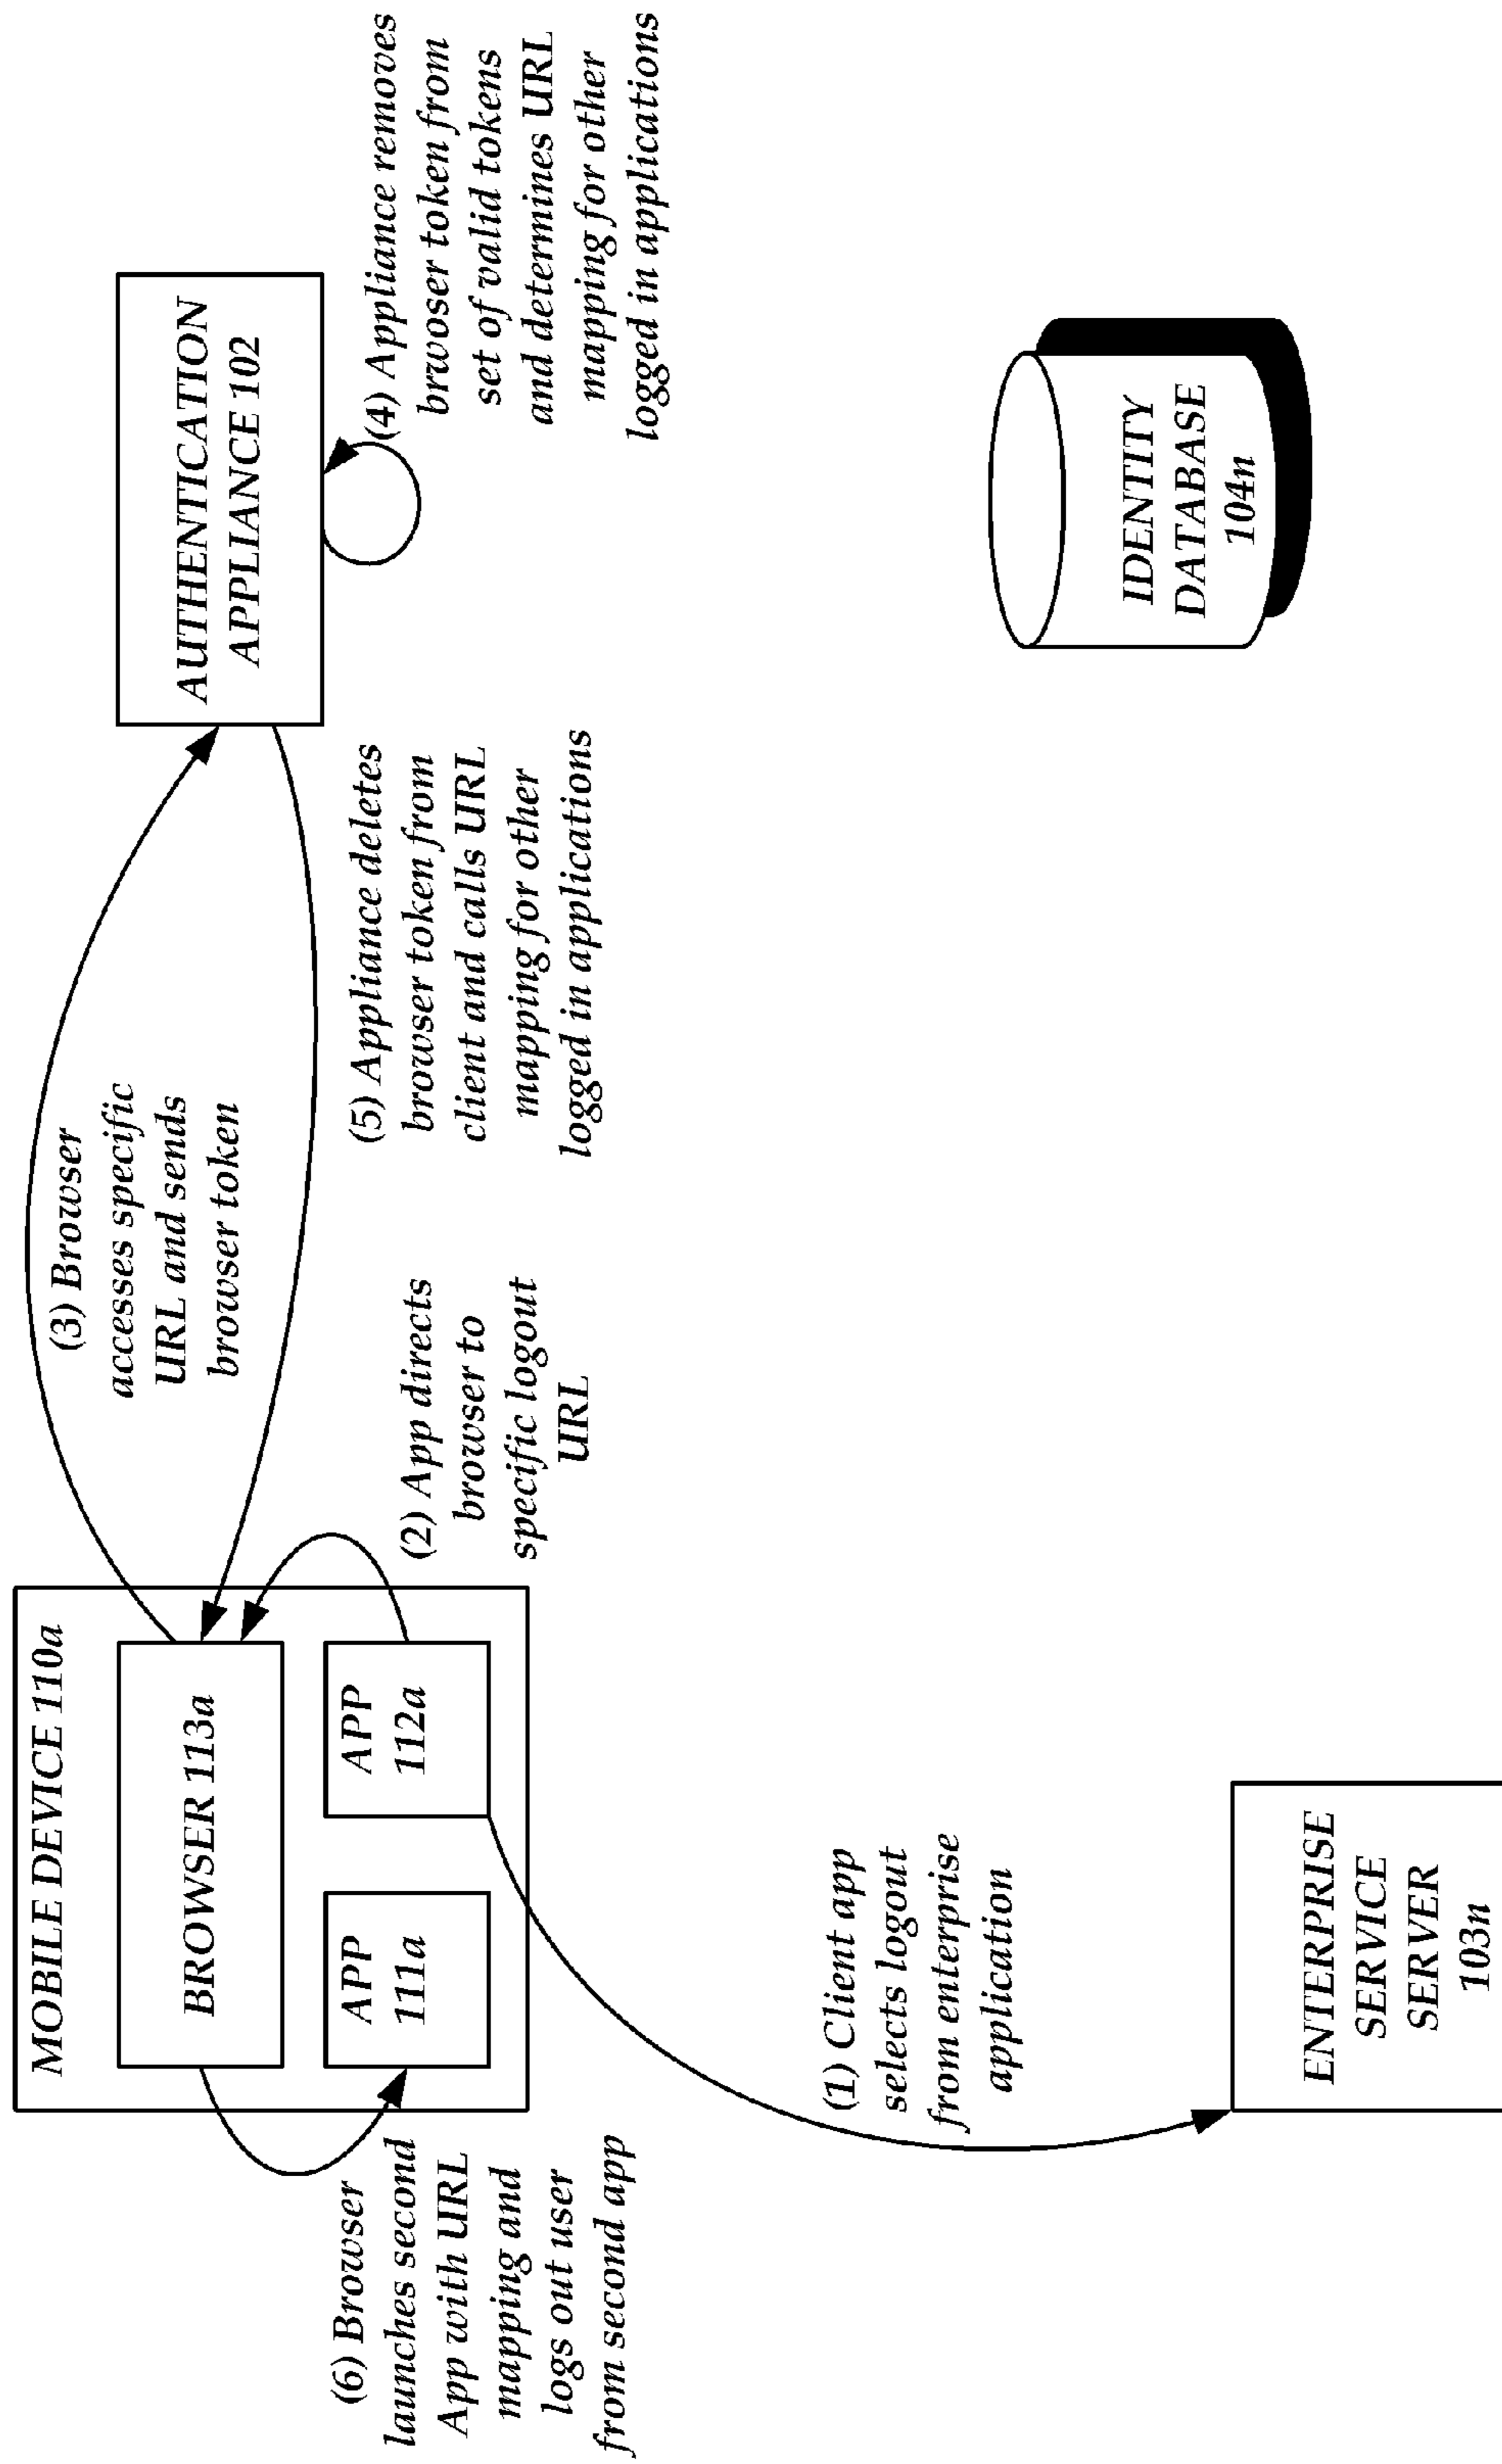 MOBILE DEVICE 110a
BROWSER 113a
APP
111a
APP
112a
(3) Browser
accesses specific
URL and sends
browser token
AUTHENTICATION
APPLIANCE 102
(6) Browser
launches second
App with URL
mapping and
logs out user
from second app
(2) App directs
browser to
specific logout
URL
(5) Appliance deletes
browser token from
client and calls URL
mapping for other
logged in applications
(4) Appliance removes
brwoser token from
set of valid tokens
and determines URL
mapping for other
logged in applications
(1) Client app
selects logout
from enterprise
application
ENTERPRISE
SERVICE
SERVER
103n
IDENTITY
DATABASE
104n